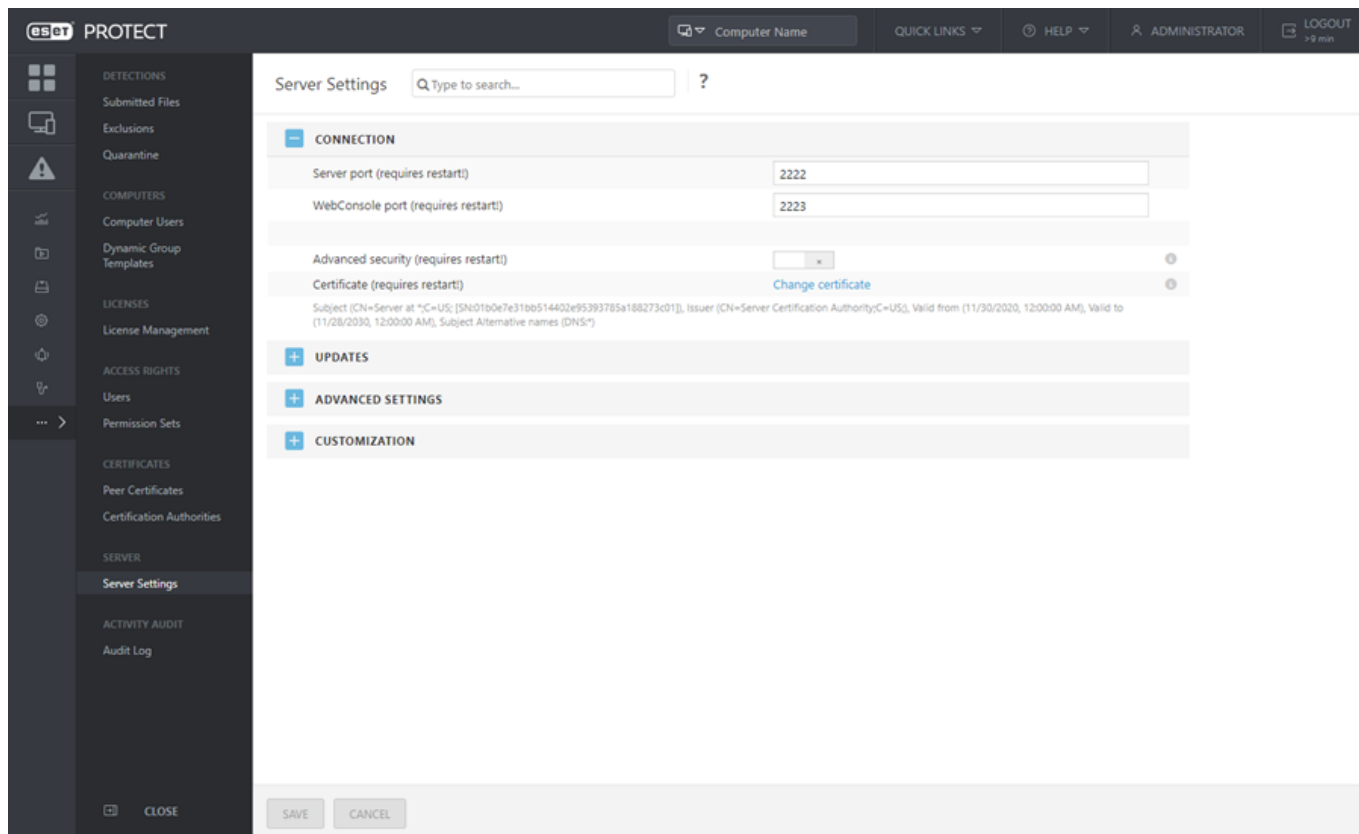 eset PROTECT
Computer Name
QUICK LINKS
HELP
ADMINISTRATOR
LOGOUT
>9 min
DETECTIONS
Submitted Files
Exclusions
Quarantine
COMPUTERS
Computer Users
Dynamic Group
Templates
LICENSES
License Management
ACCESS RIGHTS
Users
Permission Sets
CERTIFICATES
Peer Certificates
Certification Authorities
SERVER
Server Settings
ACTIVITY AUDIT
Audit Log
CLOSE
Server Settings
Type to search...
?
CONNECTION
Server port (requires restart!)
2222
WebConsole port (requires restart!)
2223
Advanced security (requires restart!)
Certificate (requires restart!)
Change certificate
Subject (CN=Server at *;C=US; [SN:01b0e7e31bb514402e95393785a188273c01]), Issuer (CN=Server Certification Authority;C=US;), Valid from (11/30/2020, 12:00:00 AM), Valid to
(11/28/2030, 12:00:00 AM), Subject Alternative names (DNS:*)
UPDATES
ADVANCED SETTINGS
CUSTOMIZATION
SAVE
CANCEL